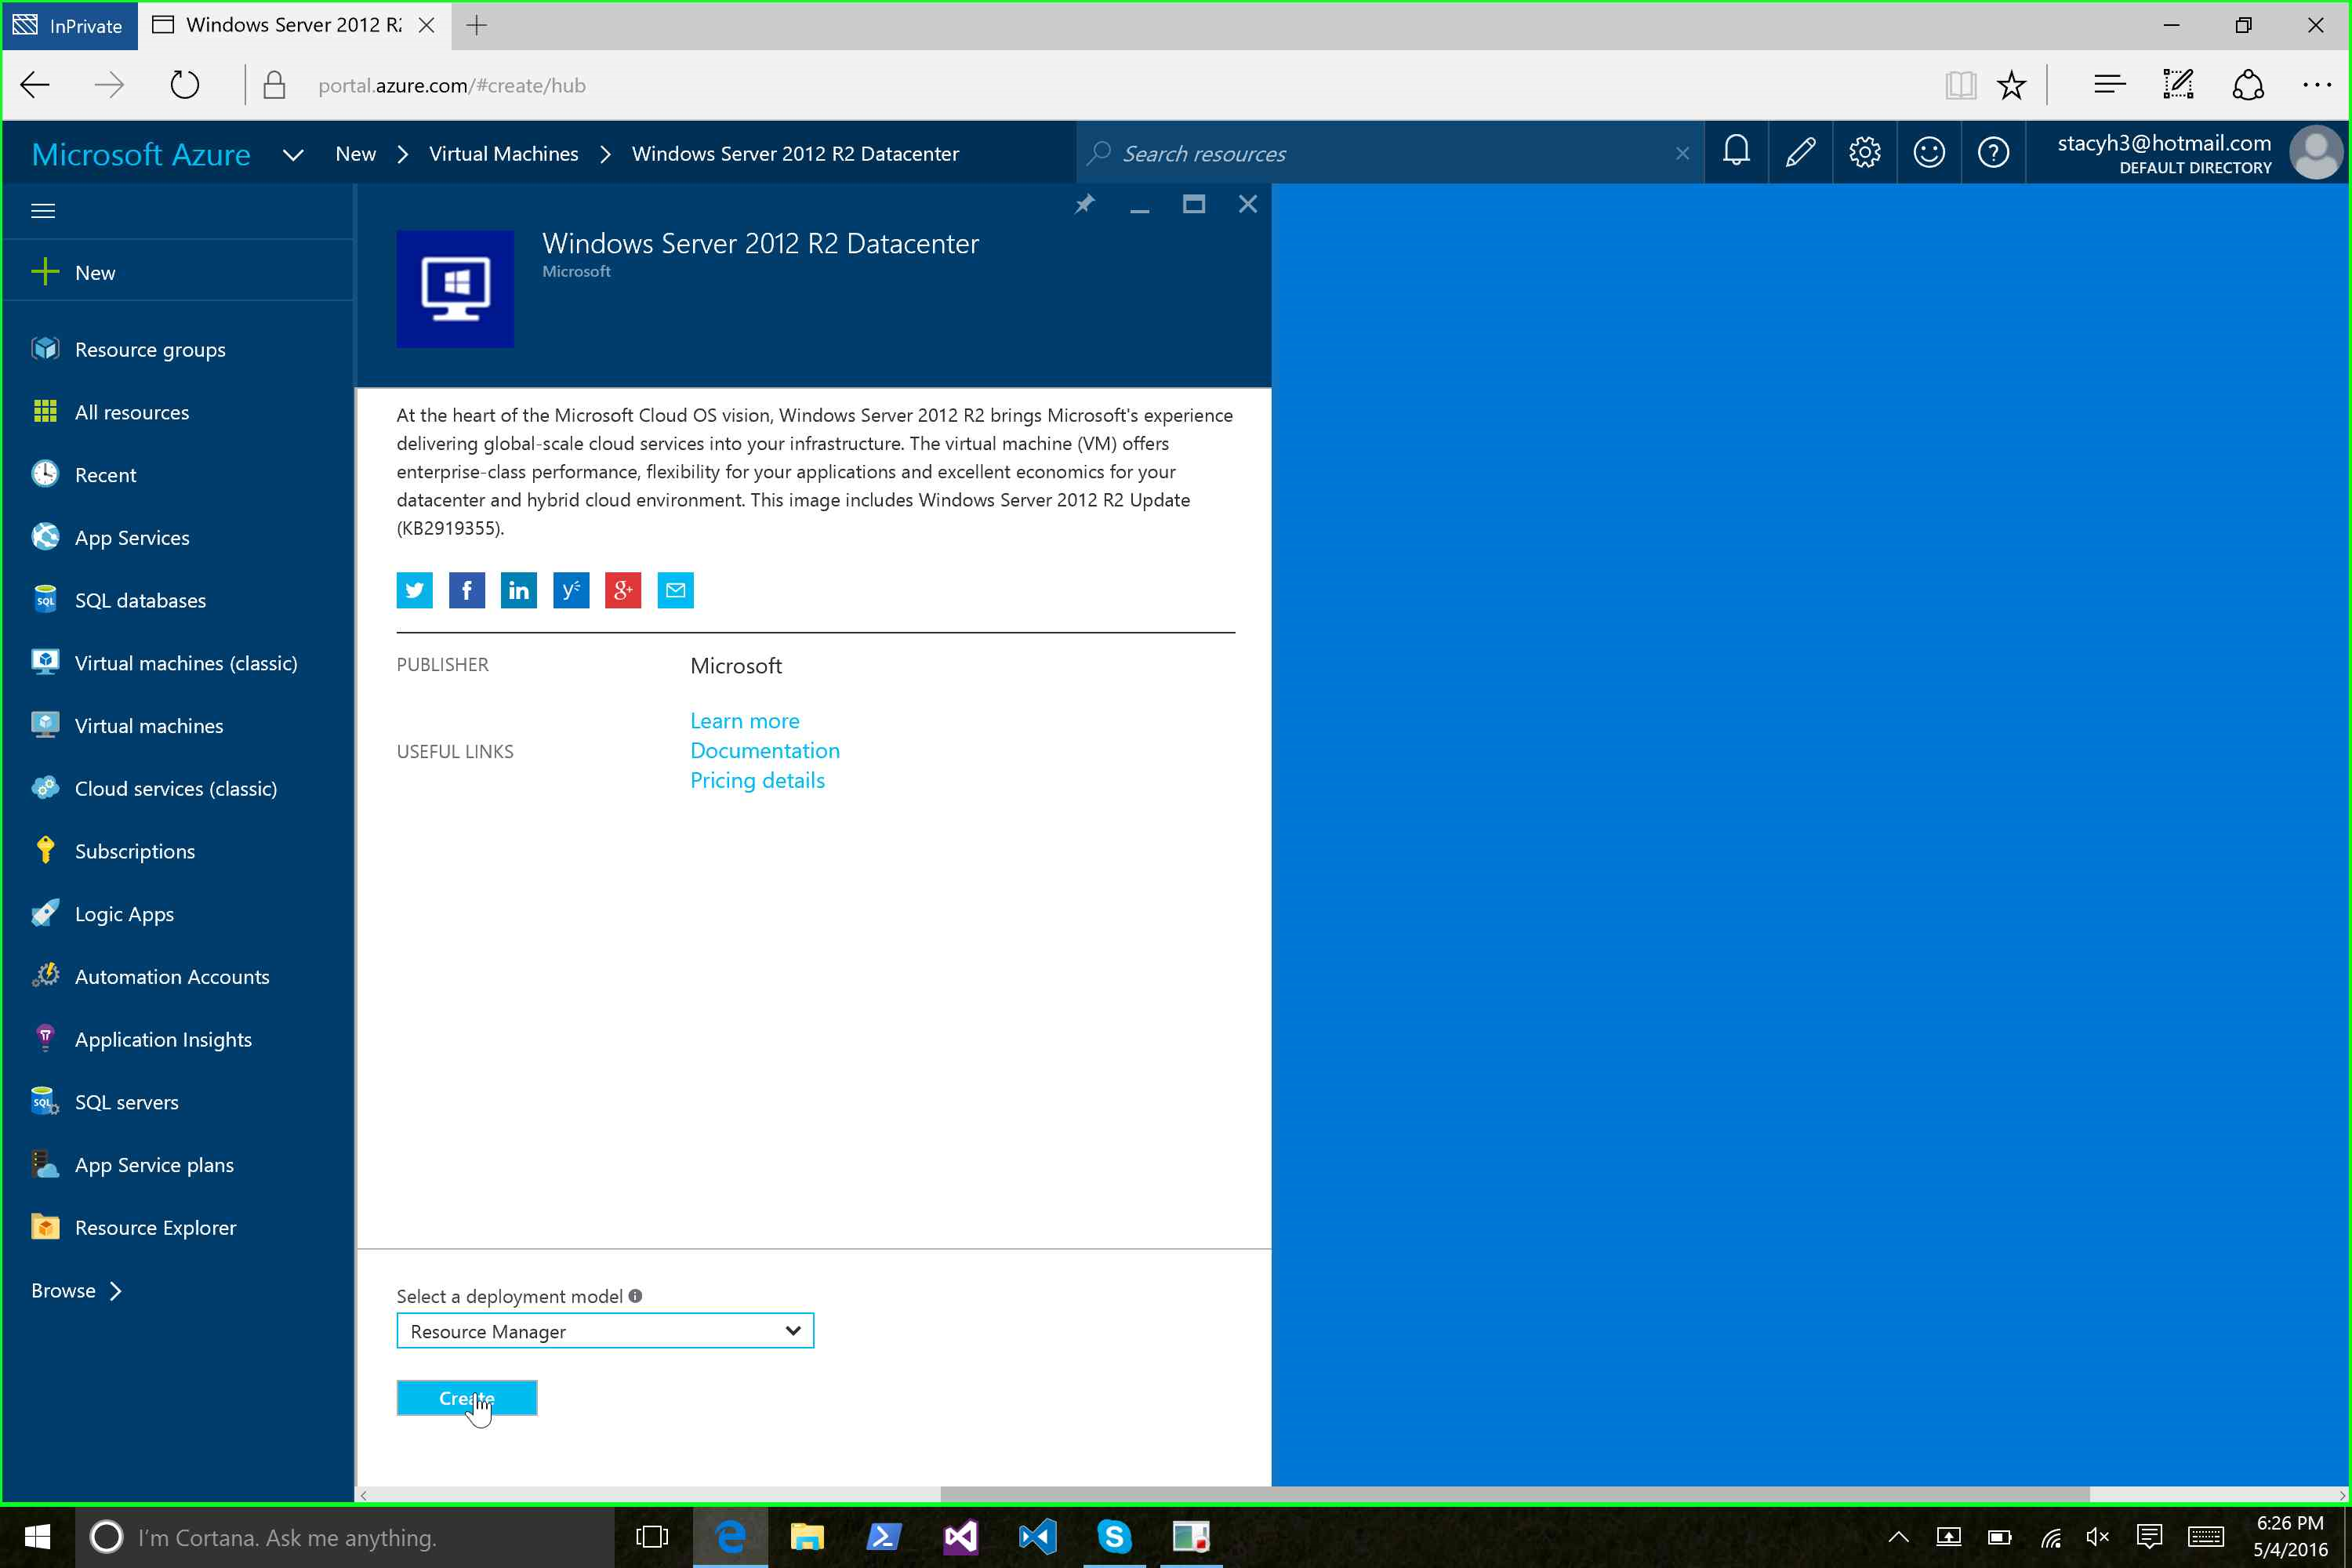 InPrivate
Windows Server 2012 R
portal.azure.com/#create/hub
Microsoft Azure
New
Virtual Machines
Windows Server 2012 R2 Datacenter
Search resources
stacyh3@hotmail.com
DEFAULT DIRECTORY
New
Resource groups
All resources
Recent
App Services
SQL databases
Virtual machines (classic)
Virtual machines
Cloud services (classic)
Subscriptions
Logic Apps
Automation Accounts
Application Insights
SQL servers
App Service plans
Resource Explorer
Browse
Windows Server 2012 R2 Datacenter
Microsoft
At the heart of the Microsoft Cloud OS vision, Windows Server 2012 R2 brings Microsoft's experience
delivering global-scale cloud services into your infrastructure. The virtual machine (VM) offers
enterprise-class performance, flexibility for your applications and excellent economics for your
datacenter and hybrid cloud environment. This image includes Windows Server 2012 R2 Update
(KB2919355).
PUBLISHER
Microsoft
USEFUL LINKS
Learn more
Documentation
Pricing details
Select a deployment model
Resource Manager
Create
I'm Cortana. Ask me anything.
6:26 PM
5/4/2016